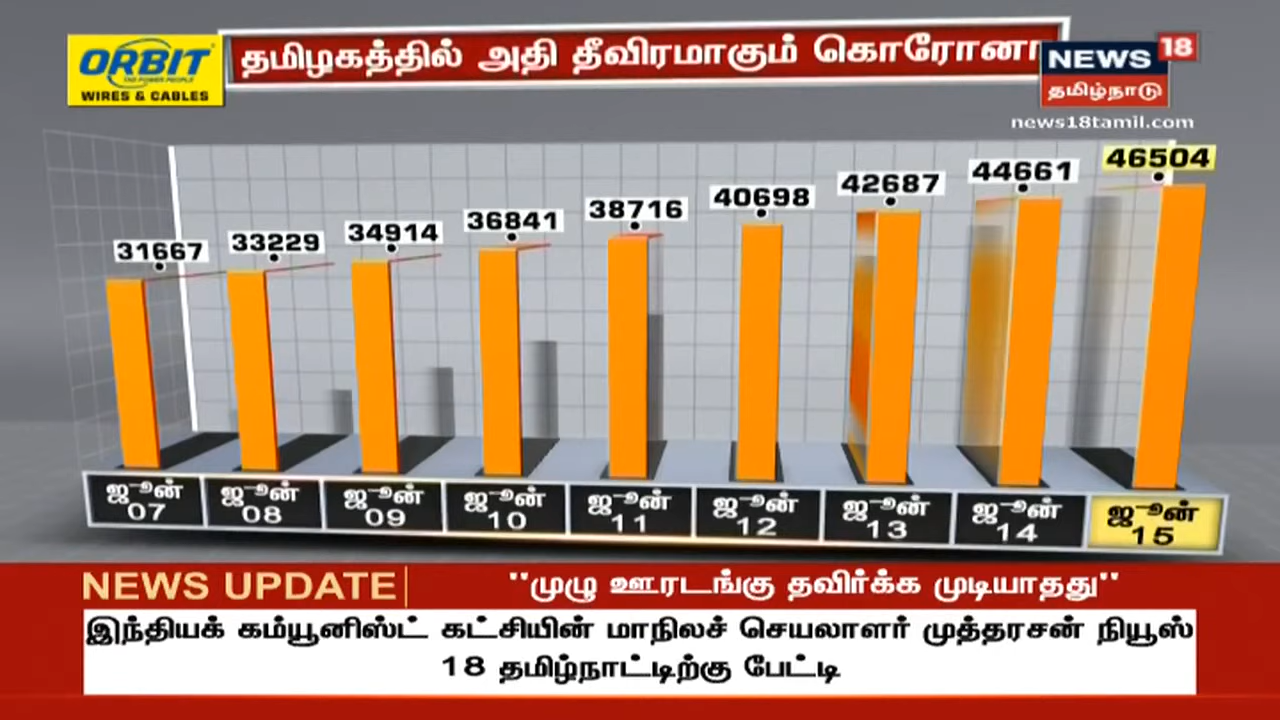 ORBIT
THE POWER PEOPLE
WIRES & CABLES
தமிழகத்தில் அதி தீவிரமாகும் கொரோனா
NEWS 18
தமிழ்நாடு
news18tamil.com
31667
33229
34914
36841
38716
40698
42687
44661
46504
ஜூன் 07
ஜூன் 08
ஜூன் 09
ஜூன் 10
ஜூன் 11
ஜூன் 12
ஜூன் 13
ஜூன் 14
ஜூன் 15
NEWS UPDATE
"முழு ஊரடங்கு தவிர்க்க முடியாதது"
இந்தியக் கம்யூனிஸ்ட் கட்சியின் மாநிலச் செயலாளர் முத்தரசன் நியூஸ்
18 தமிழ்நாட்டிற்கு பேட்டி